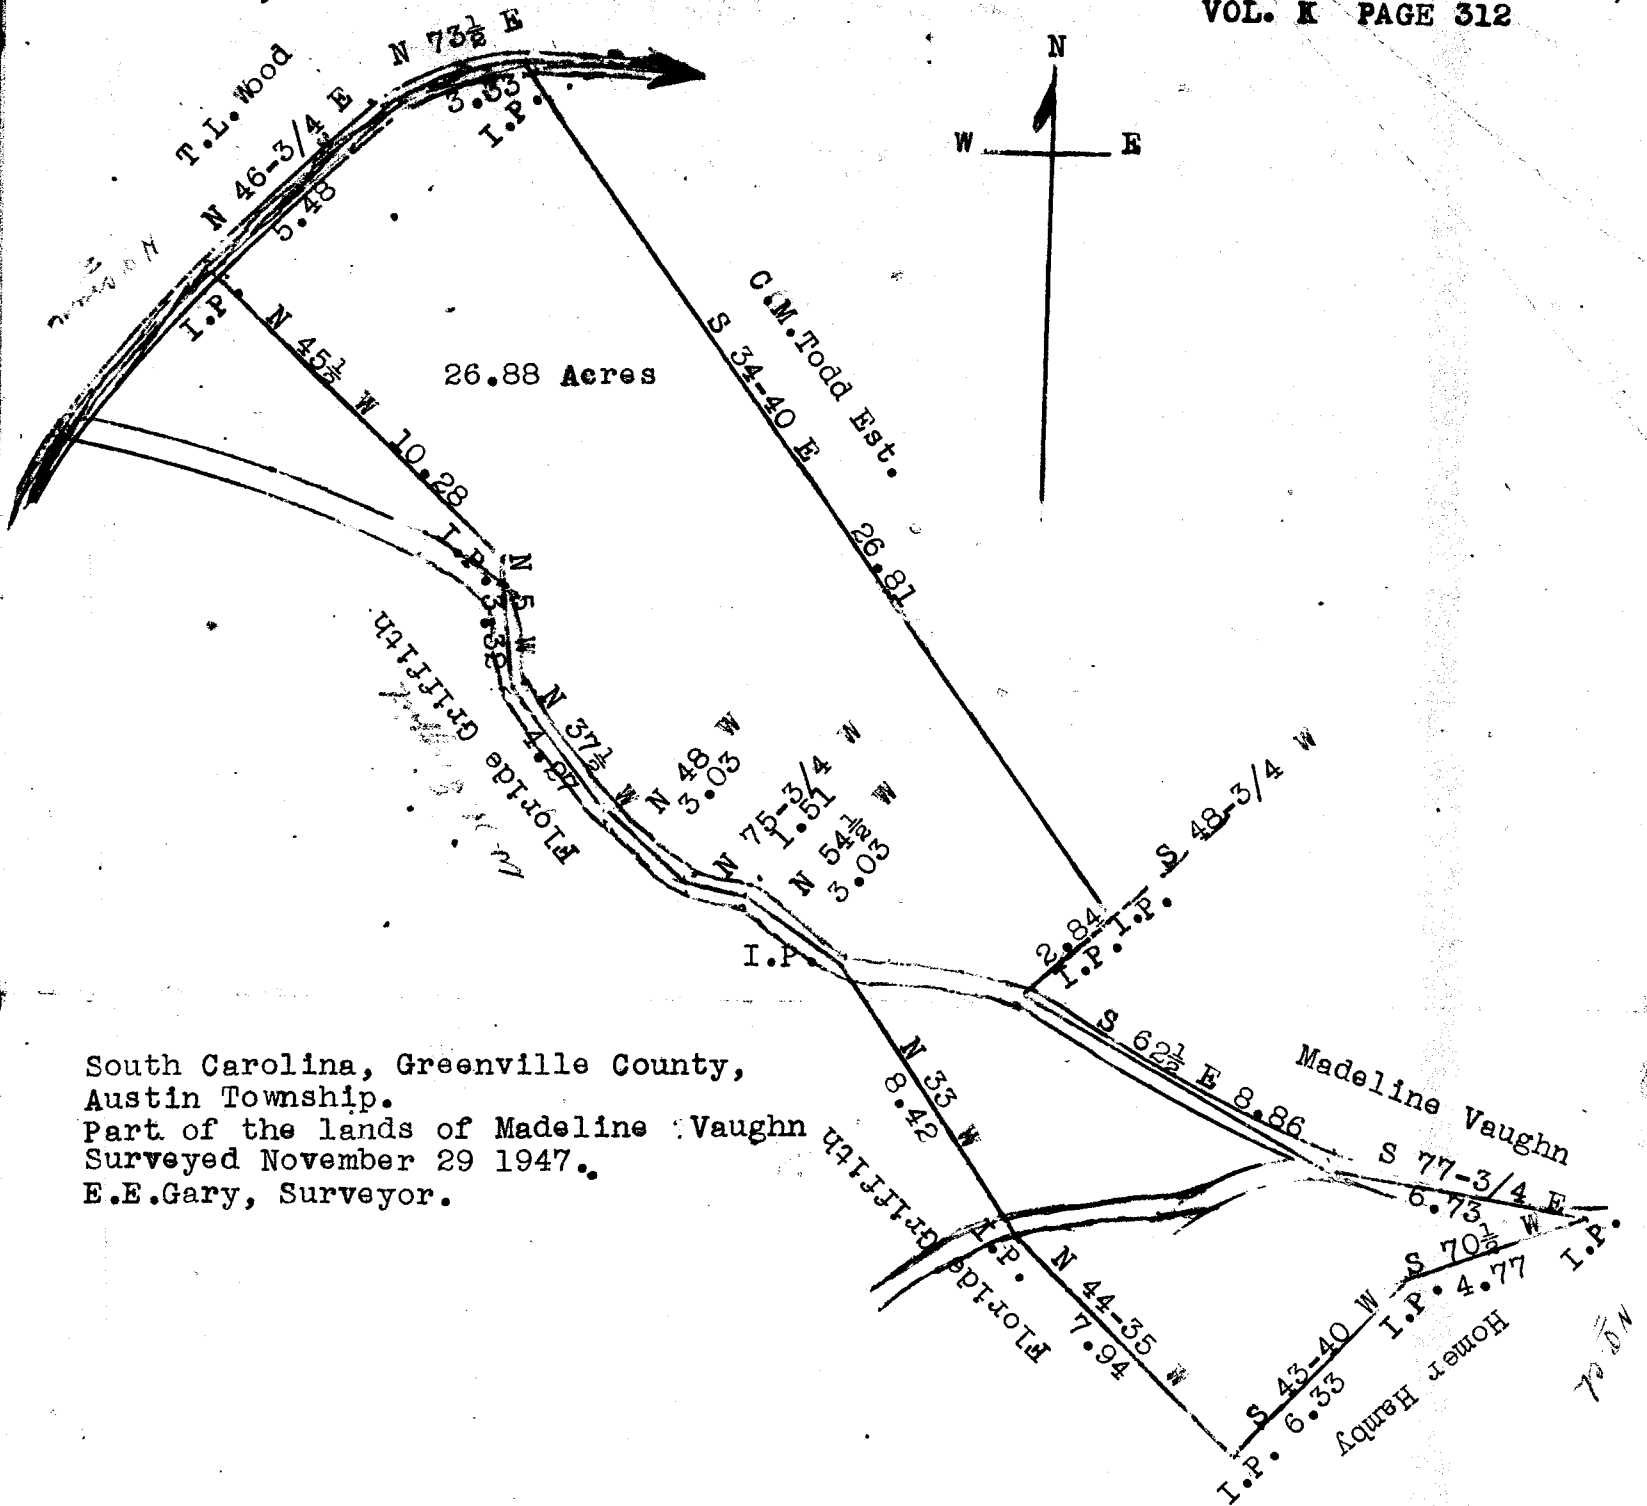 VOL. K PAGE 312
N
W E
T.L.Wood
N 46-3/4 E
5.48
N 73½ E
3.53
I.P.
I.P.
N 45½ W 10.28
26.88 Acres
C.M.Todd Est.
S 34-40 E 26.81
I.P.
N 5 W
3.32
N 37½ W
4.27
Floride Griffith
N 48 W
3.03
N 75-3/4 W
1.51
N 54½ W
3.03
I.P.
S 48-3/4 W
2.84
I.P.
I.P.
S 62½ E 8.86
Madeline Vaughn
S 77-3/4 E
6.73
I.P.
S 70½ W
4.77
I.P.
S 43-40 W
6.33
I.P.
Homer Hamby
N 33 W
8.42
Floride Griffith
I.P.
N 44-35 W
7.94
South Carolina, Greenville County,
Austin Township.
Part of the lands of Madeline Vaughn
Surveyed November 29 1947.
E.E.Gary, Surveyor.